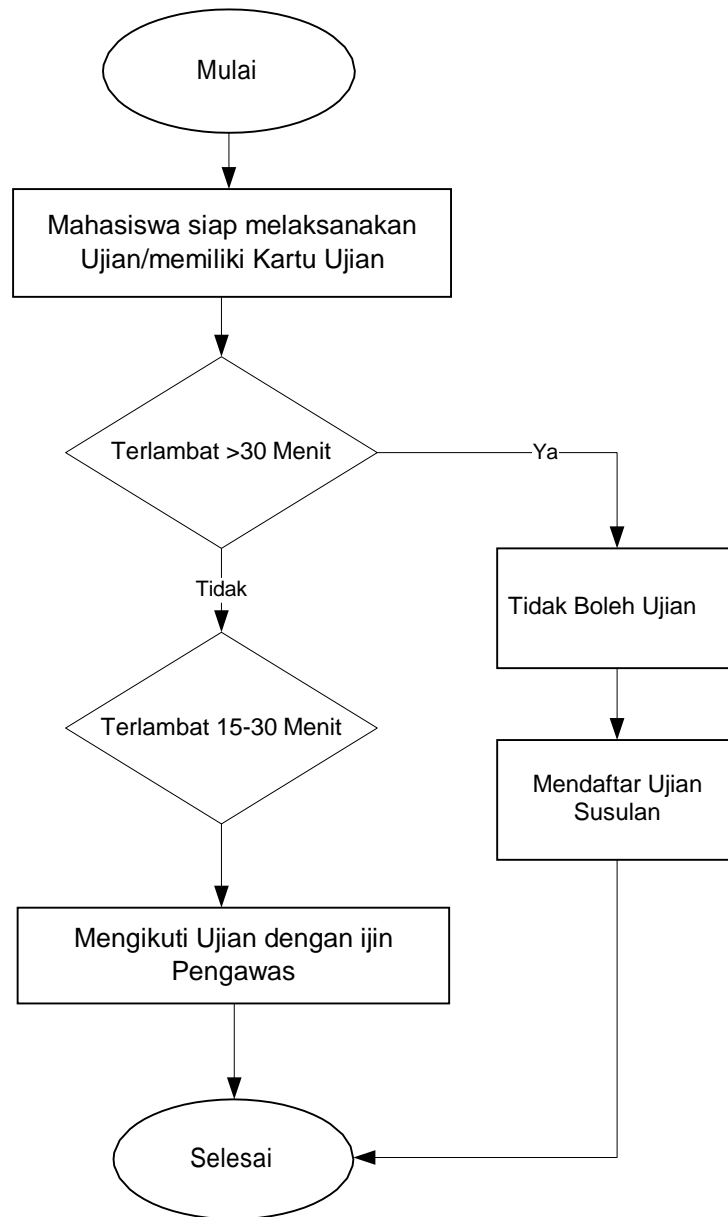 Mulai
Mahasiswa siap melaksanakan
Ujian/memiliki Kartu Ujian
Terlambat >30 Menit
Ya
Tidak
Tidak Boleh Ujian
Terlambat 15-30 Menit
Mendaftar Ujian
Susulan
Mengikuti Ujian dengan ijin
Pengawas
Selesai